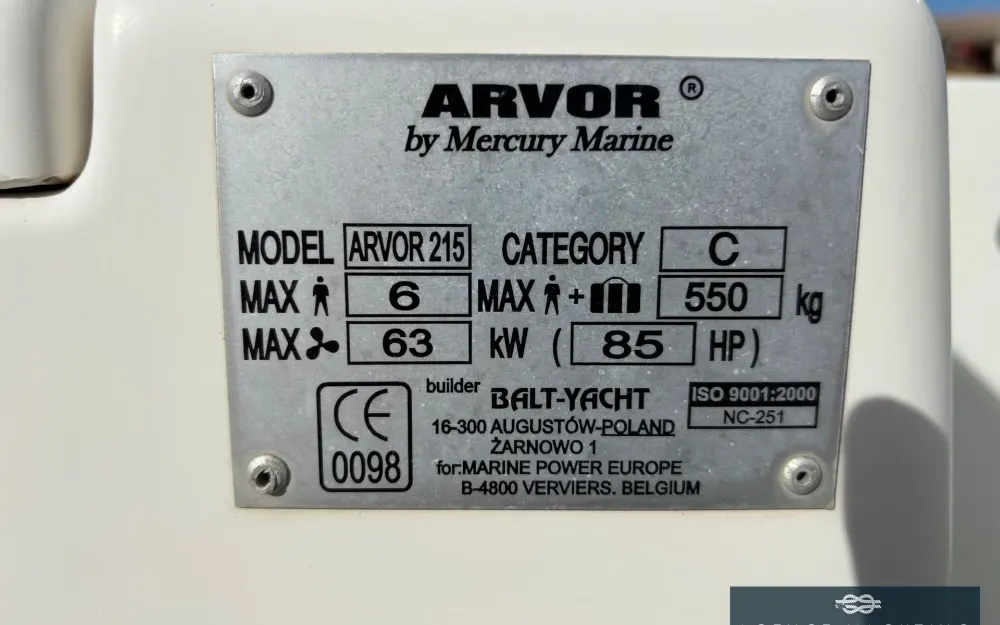 ARVOR ®
by Mercury Marine
MODEL ARVOR 215 CATEGORY C
MAX 6 MAX + 550 kg
MAX 63 kW ( 85 HP )
CE
0098
builder BALT-YACHT
16-300 AUGUSTÓW-POLAND
ŻARNOWO 1
for:MARINE POWER EUROPE
B-4800 VERVIERS. BELGIUM
ISO 9001:2000
NC-251